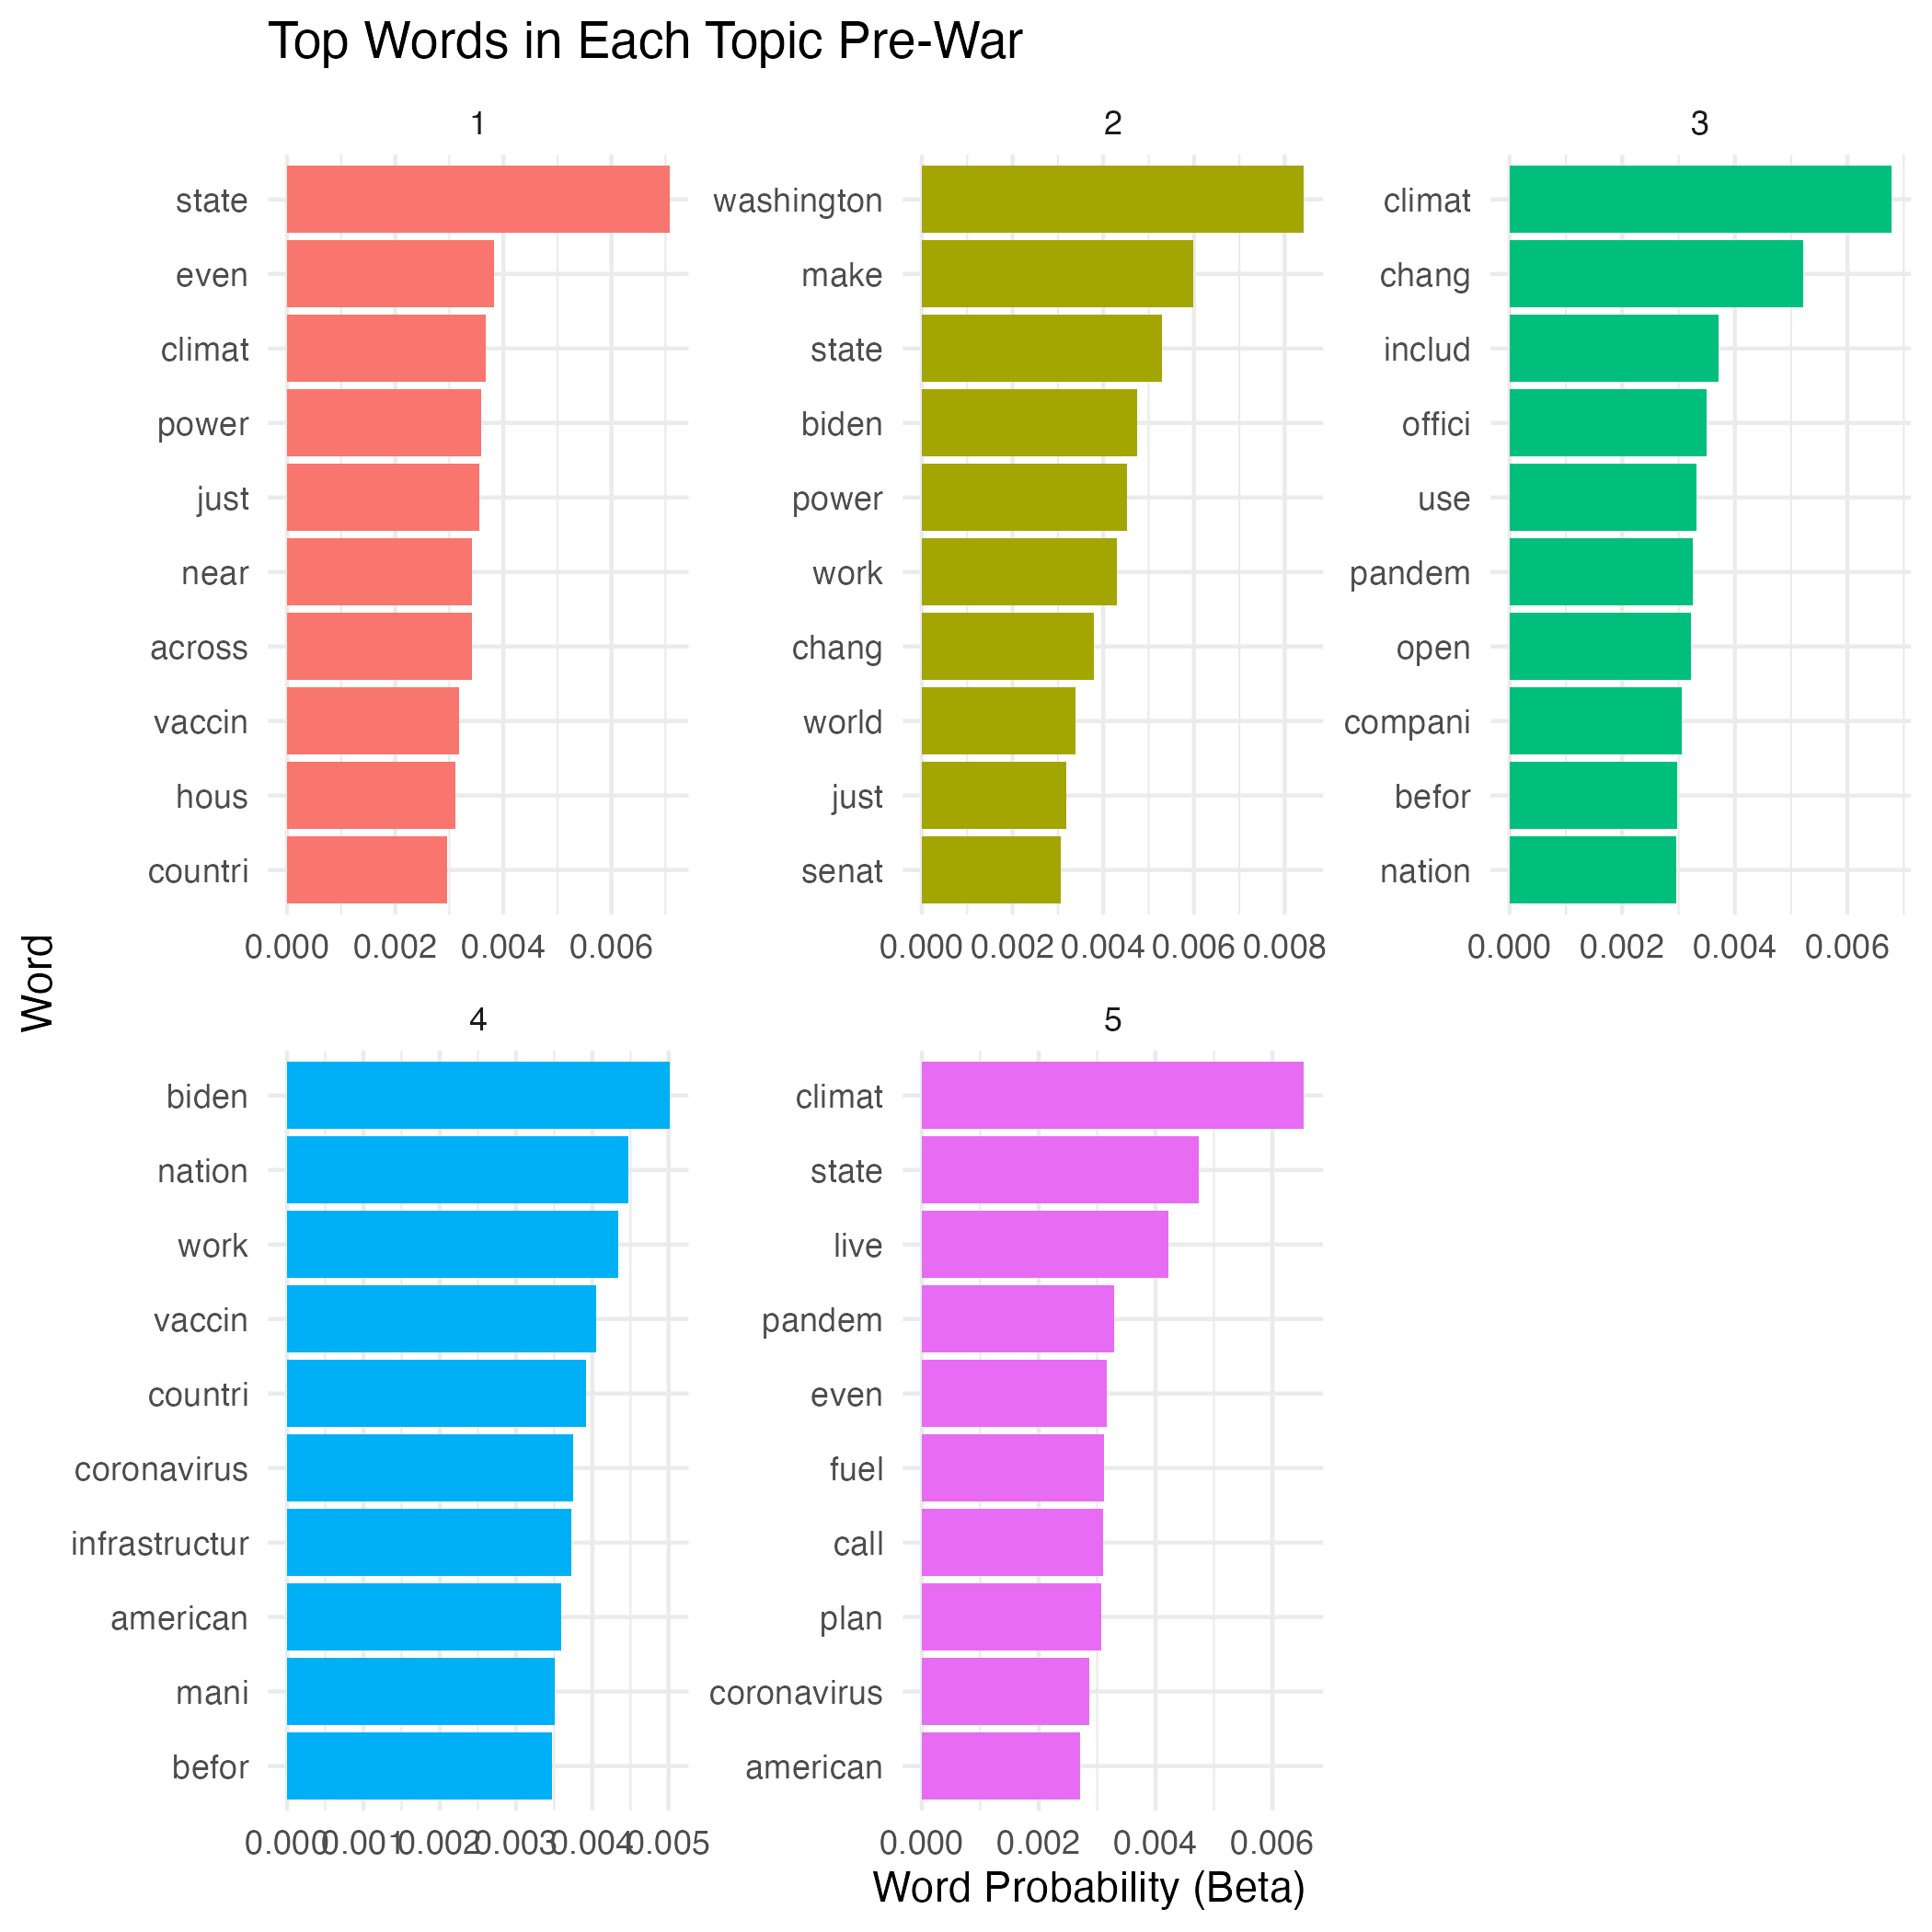 Top Words in Each Topic Pre-War
1
state
even
climat
power
just
near
across
vaccin
hous
countri
0.000 0.002 0.004 0.006
2
washington
make
state
biden
power
work
chang
world
just
senat
0.000 0.002 0.004 0.006 0.008
3
climat
chang
includ
offici
use
pandem
open
compani
befor
nation
0.000 0.002 0.004 0.006
Word
4
biden
nation
work
vaccin
countri
coronavirus
infrastructur
american
mani
befor
0.000 0.001 0.002 0.003 0.004 0.005
5
climat
state
live
pandem
even
fuel
call
plan
coronavirus
american
0.000 0.002 0.004 0.006
Word Probability (Beta)